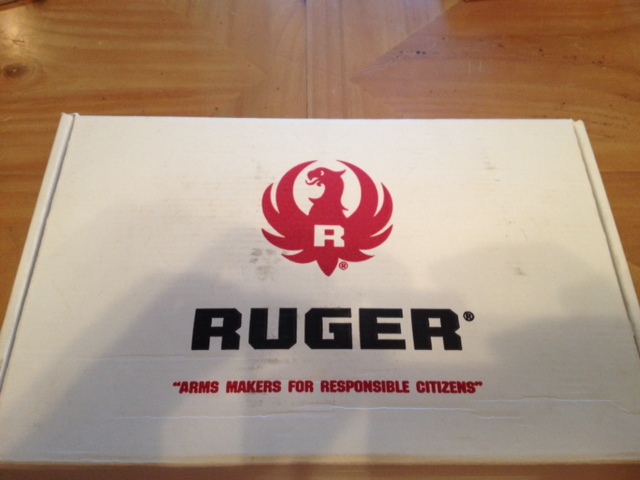 R
®
RUGER®
"ARMS MAKERS FOR RESPONSIBLE CITIZENS"